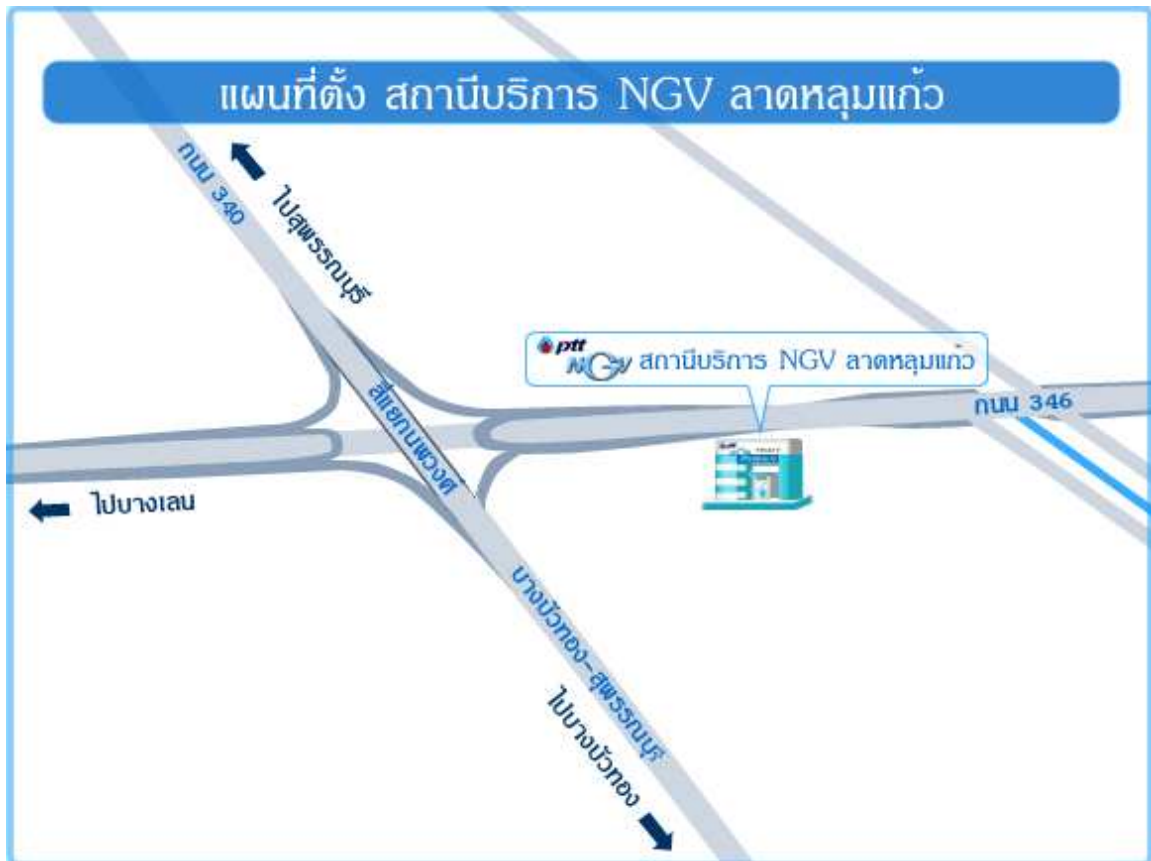 แผนที่ตั้ง สถานีบริการ NGV ลาดหลุมแก้ว
ถนน 340
ไปสุพรรณบุรี
ptt
NGV สถานีบริการ NGV ลาดหลุมแก้ว
สี่แยกนพวงศ์
ถนน 346
ไปบางเลน
บางบัวทอง-สุพรรณบุรี
ไปบางบัวทอง